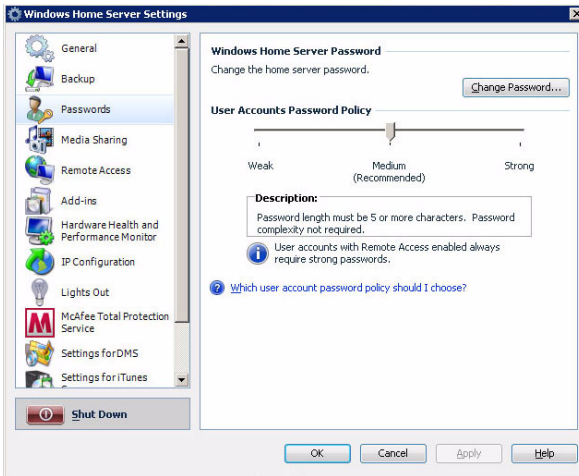 Windows Home Server Settings
General
Backup
Passwords
Media Sharing
Remote Access
Add-ins
Hardware Health and
Performance Monitor
IP Configuration
Lights Out
McAfee Total Protection
Service
Settings for DMS
Settings for iTunes
Shut Down
Windows Home Server Password
Change the home server password.
Change Password...
User Accounts Password Policy
Weak
Medium
(Recommended)
Strong
Description:
Password length must be 5 or more characters. Password
complexity not required.
User accounts with Remote Access enabled always
require strong passwords.
Which user account password policy should I choose?
OK
Cancel
Apply
Help